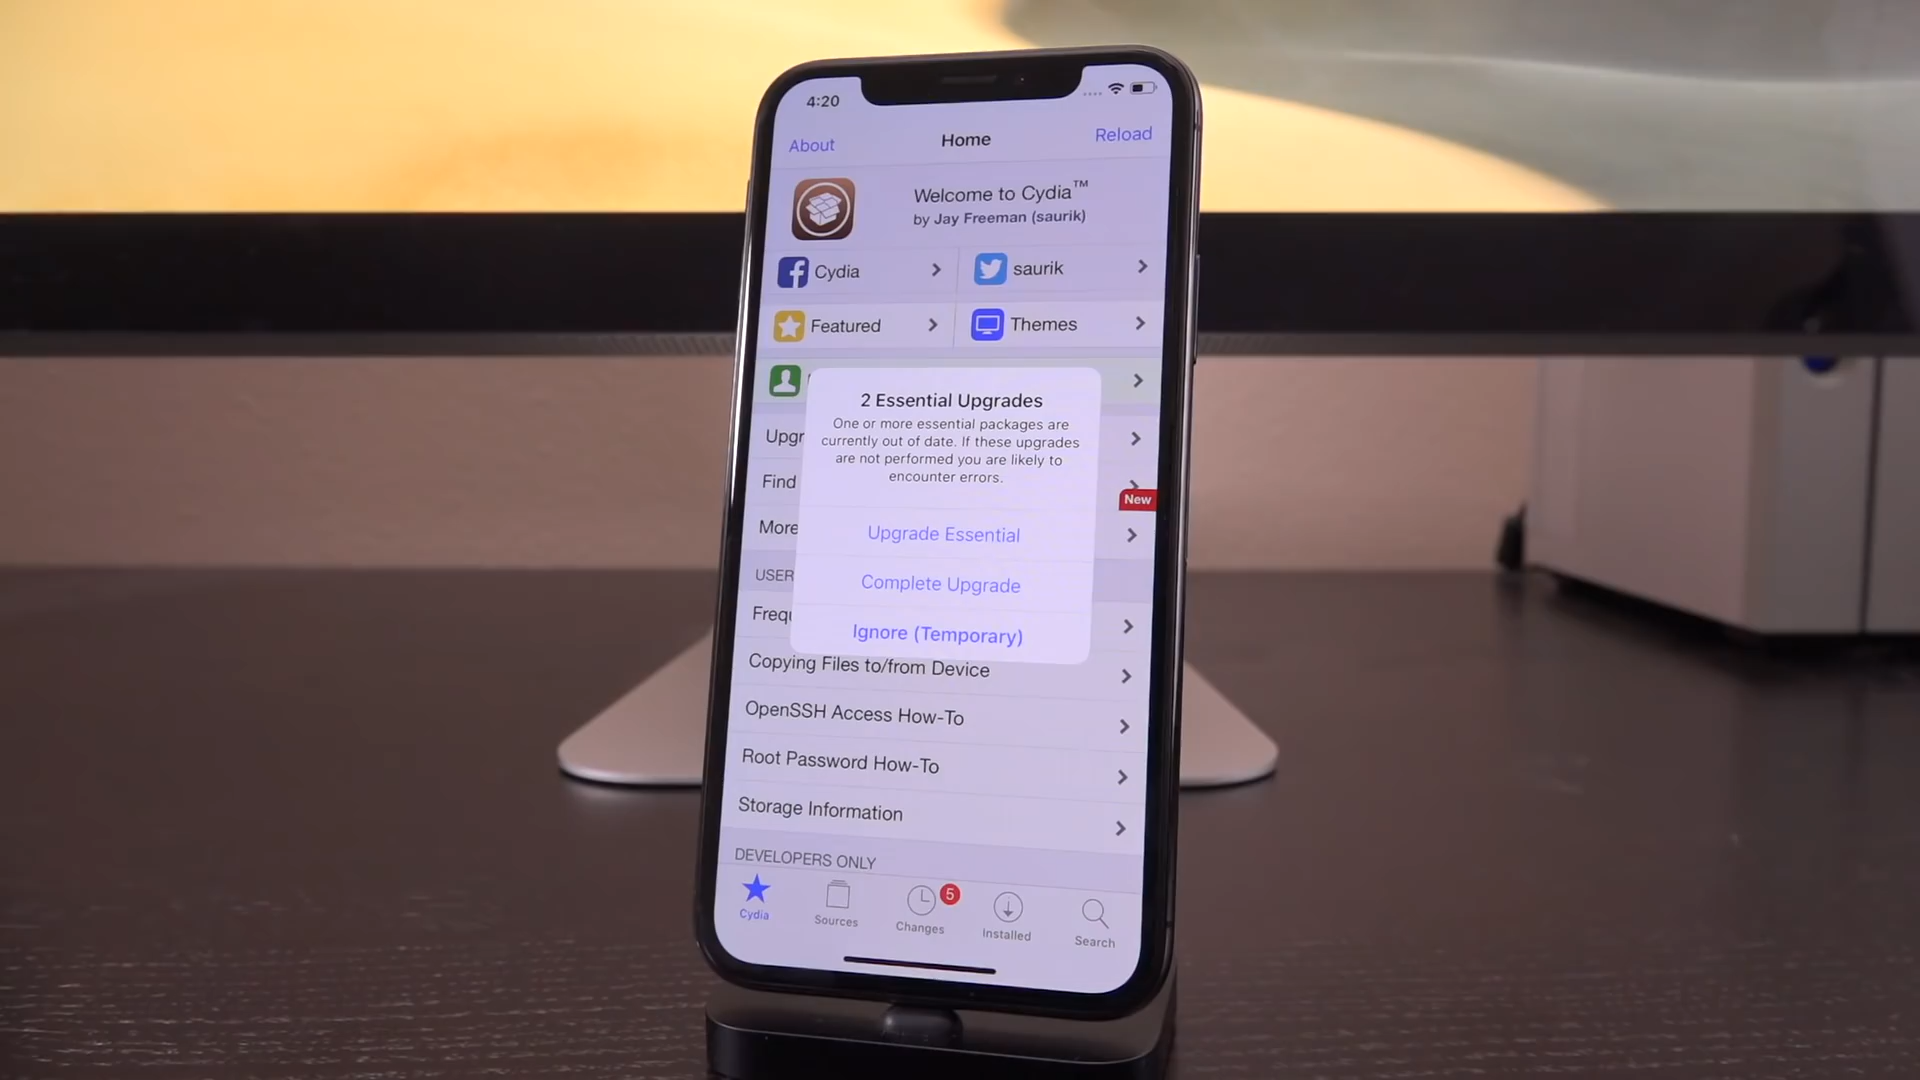 4:20
About
Home
Reload
Welcome to Cydia™
by Jay Freeman (saurik)
Cydia
saurik
Featured
Themes
2 Essential Upgrades
One or more essential packages are
currently out of date. If these upgrades
are not performed you are likely to
encounter errors.
Upgrade Essential
Complete Upgrade
Ignore (Temporary)
Upgr
Find
New
More
USER
Frequ
Copying Files to/from Device
OpenSSH Access How-To
Root Password How-To
Storage Information
DEVELOPERS ONLY
5
Cydia
Sources
Changes
Installed
Search